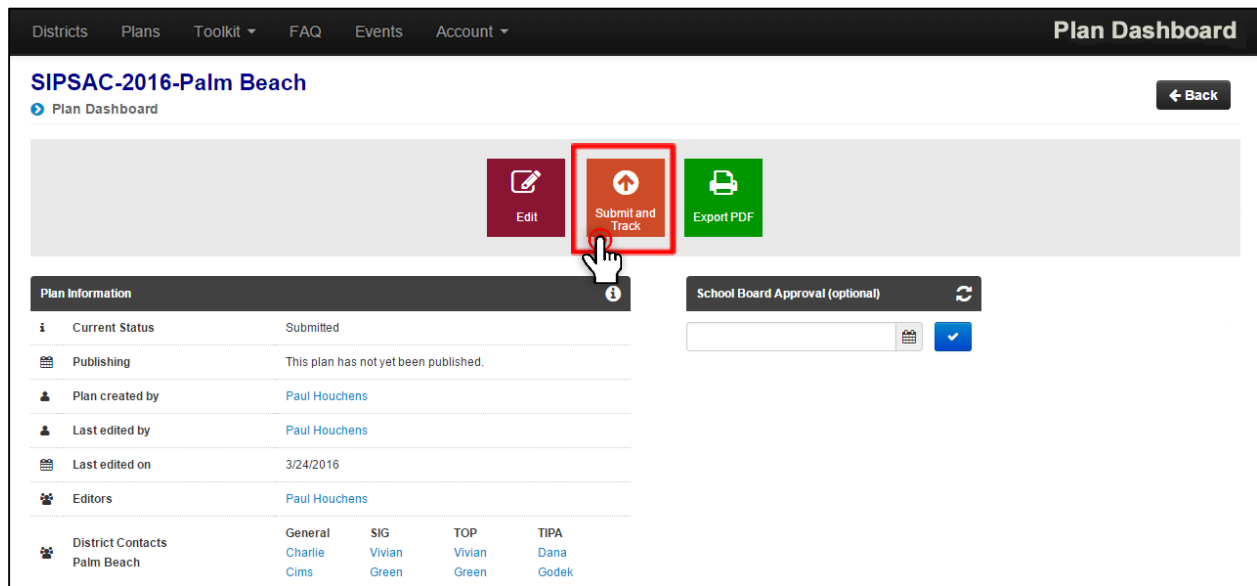 Districts Plans Toolkit FAQ Events Account Plan Dashboard
SIPSAC-2016-Palm Beach
Plan Dashboard
Back
Edit
Submit and
Track
Export PDF
Plan Information
School Board Approval (optional)
Current Status Submitted
Publishing This plan has not yet been published.
Plan created by Paul Houchens
Last edited by Paul Houchens
Last edited on 3/24/2016
Editors Paul Houchens
District Contacts
Palm Beach
General SIG TOP TIPA
Charlie Vivian Vivian Dana
Cims Green Green Godek